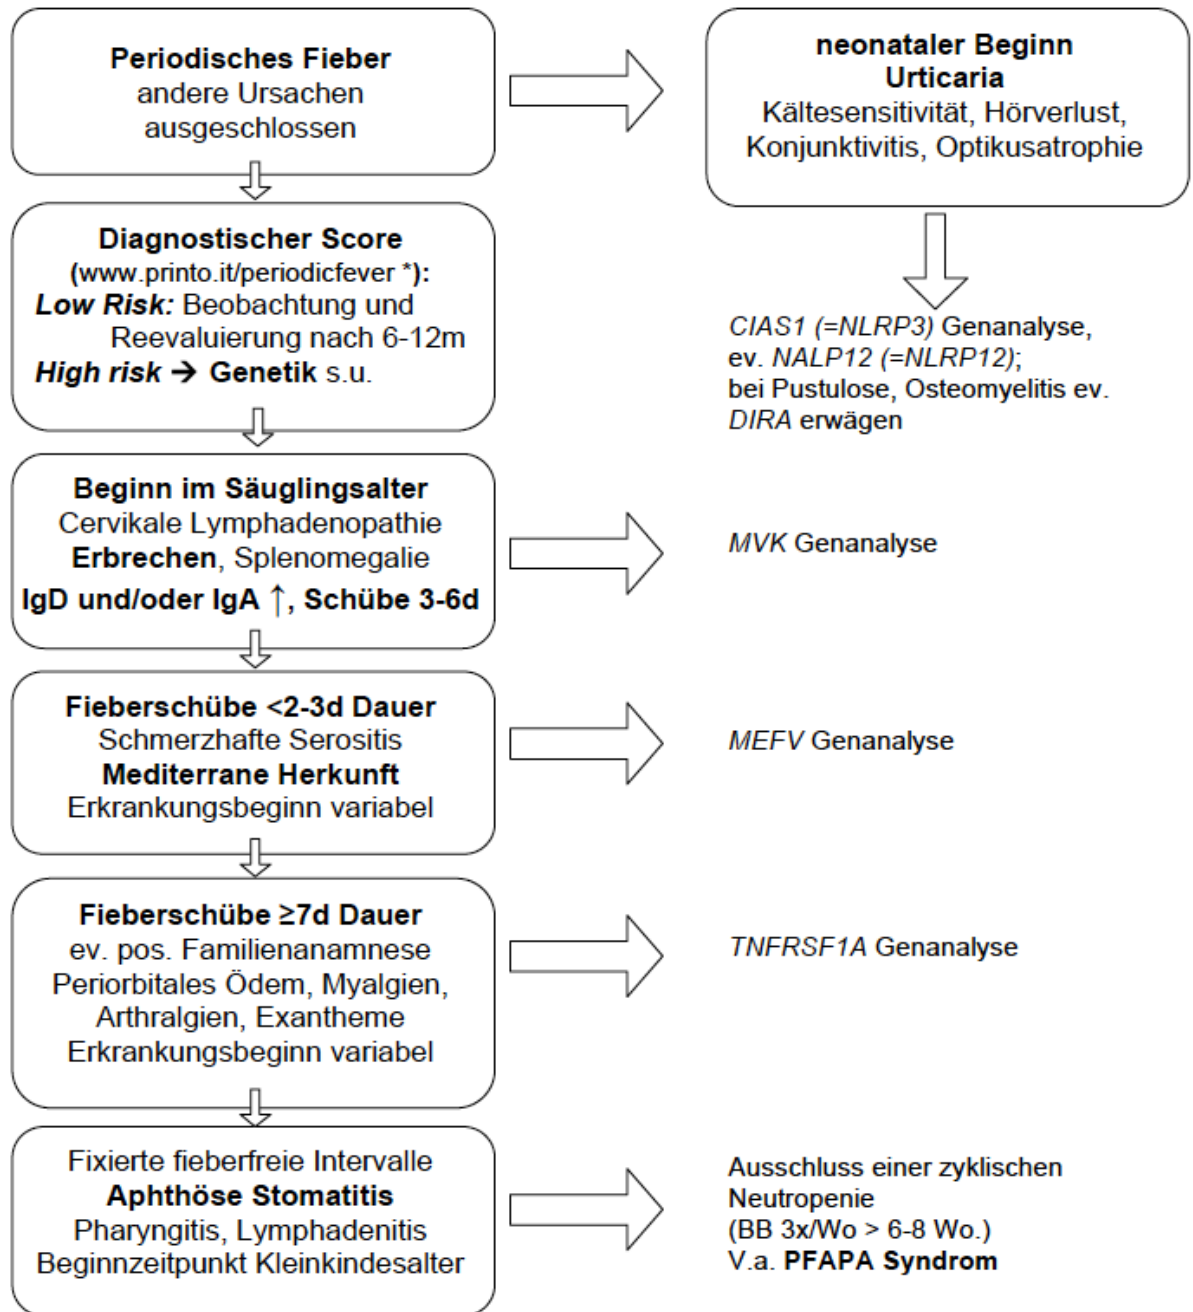 Periodisches Fieber
andere Ursachen
ausgeschlossen
neonataler Beginn
Urticaria
Kältesensitivität, Hörverlust,
Konjunktivitis, Optikusatrophie
Diagnostischer Score
(www.printo.it/periodicfever *):
Low Risk: Beobachtung und
Reevaluierung nach 6-12m
High risk → Genetik s.u.
CIAS1 (=NLRP3) Genanalyse,
ev. NALP12 (=NLRP12);
bei Pustulose, Osteomyelitis ev.
DIRA erwägen
Beginn im Säuglingsalter
Cervikale Lymphadenopathie
Erbrechen, Splenomegalie
IgD und/oder IgA ↑, Schübe 3-6d
MVK Genanalyse
Fieberschübe <2-3d Dauer
Schmerzhafte Serositis
Mediterrane Herkunft
Erkrankungsbeginn variabel
MEFV Genanalyse
Fieberschübe ≥7d Dauer
ev. pos. Familienanamnese
Periorbitales Ödem, Myalgien,
Arthralgien, Exantheme
Erkrankungsbeginn variabel
TNFRSF1A Genanalyse
Fixierte fieberfreie Intervalle
Aphthöse Stomatitis
Pharyngitis, Lymphadenitis
Beginnzeitpunkt Kleinkindesalter
Ausschluss einer zyklischen
Neutropenie
(BB 3x/Wo > 6-8 Wo.)
V.a. PFAPA Syndrom